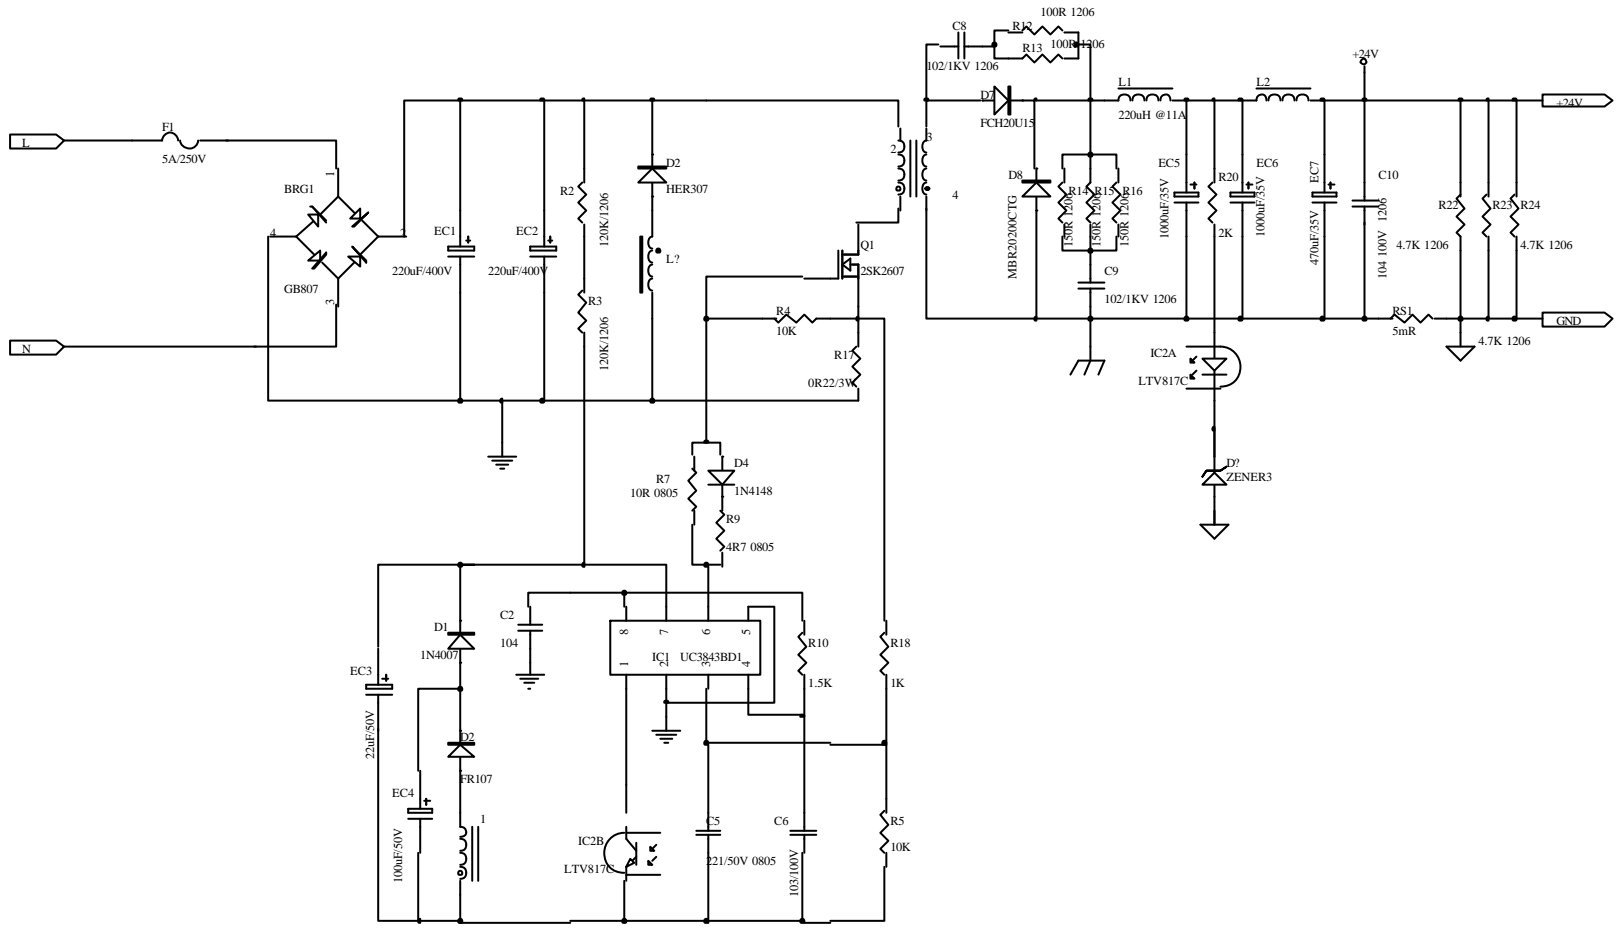 100R 1206
C8
R12
R13
100R 1206
102/1KV 1206
+24V
L1
L2
D7
FCH20U15
220uH @11A
+24V
L
F1
5A/250V
BRG1
1
4
2
3
GB807
N
EC1
220uF/400V
EC2
220uF/400V
R2
120K/1206
R3
120K/1206
D2
HER307
L?
2
3
4
Q1
2SK2607
R4
10K
R17
0R22/3W
D8
MBR20200CTG
R14
R15
R16
150R 1206
150R 1206
150R 1206
C9
102/1KV 1206
EC5
1000uF/35V
R20
2K
EC6
1000uF/35V
EC7
470uF/35V
C10
104 100V 1206
R22
R23
R24
4.7K 1206
4.7K 1206
4.7K 1206
RS1
5mR
GND
IC2A
LTV817C
D?
ZENER3
R7
10R 0805
D4
1N4148
R9
4R7 0805
C2
104
8
7
6
5
IC1
UC3843BD1
1
2
3
4
R10
1.5K
R18
1K
D1
1N4007
EC3
22uF/50V
D2
FR107
EC4
100uF/50V
1
IC2B
LTV817C
C5
221/50V 0805
C6
103/100V
R5
10K